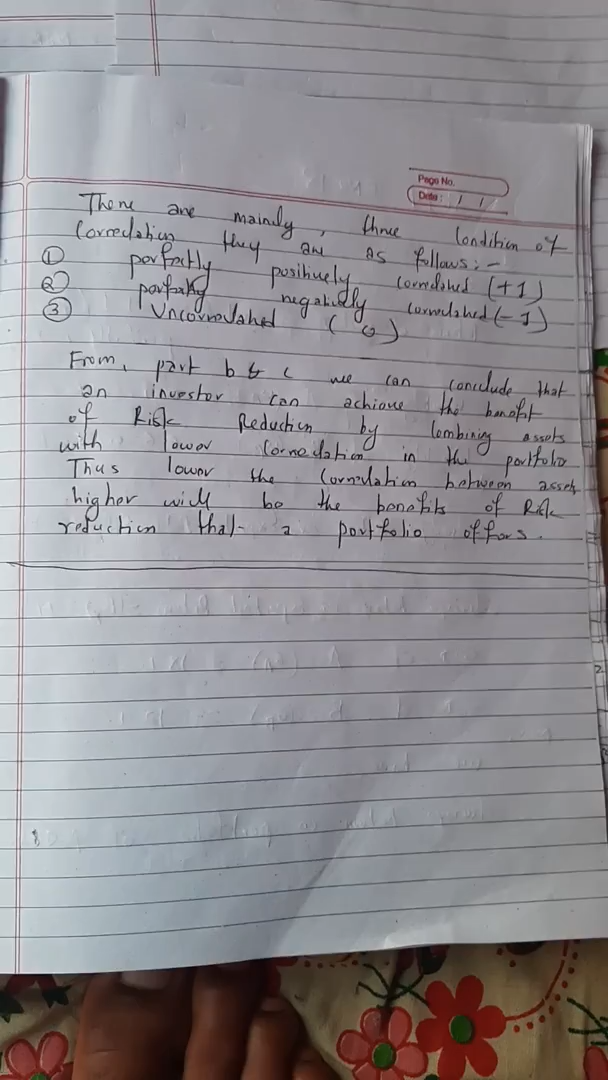 Page No.
Date: / /
There are mainly, three condition of
Correlation they are as follows:-
① perfectly positively correlated (+1)
② perfectly negatively correlated (-1)
③ Uncorrelated (0)
From, part b & c we can conclude that
an investor can achieve the benefit
of Risk Reduction by combining assets
with lower correlation in the portfolio
Thus lower the correlation between assets
higher will be the benefits of Risk
reduction that a portfolio offers.